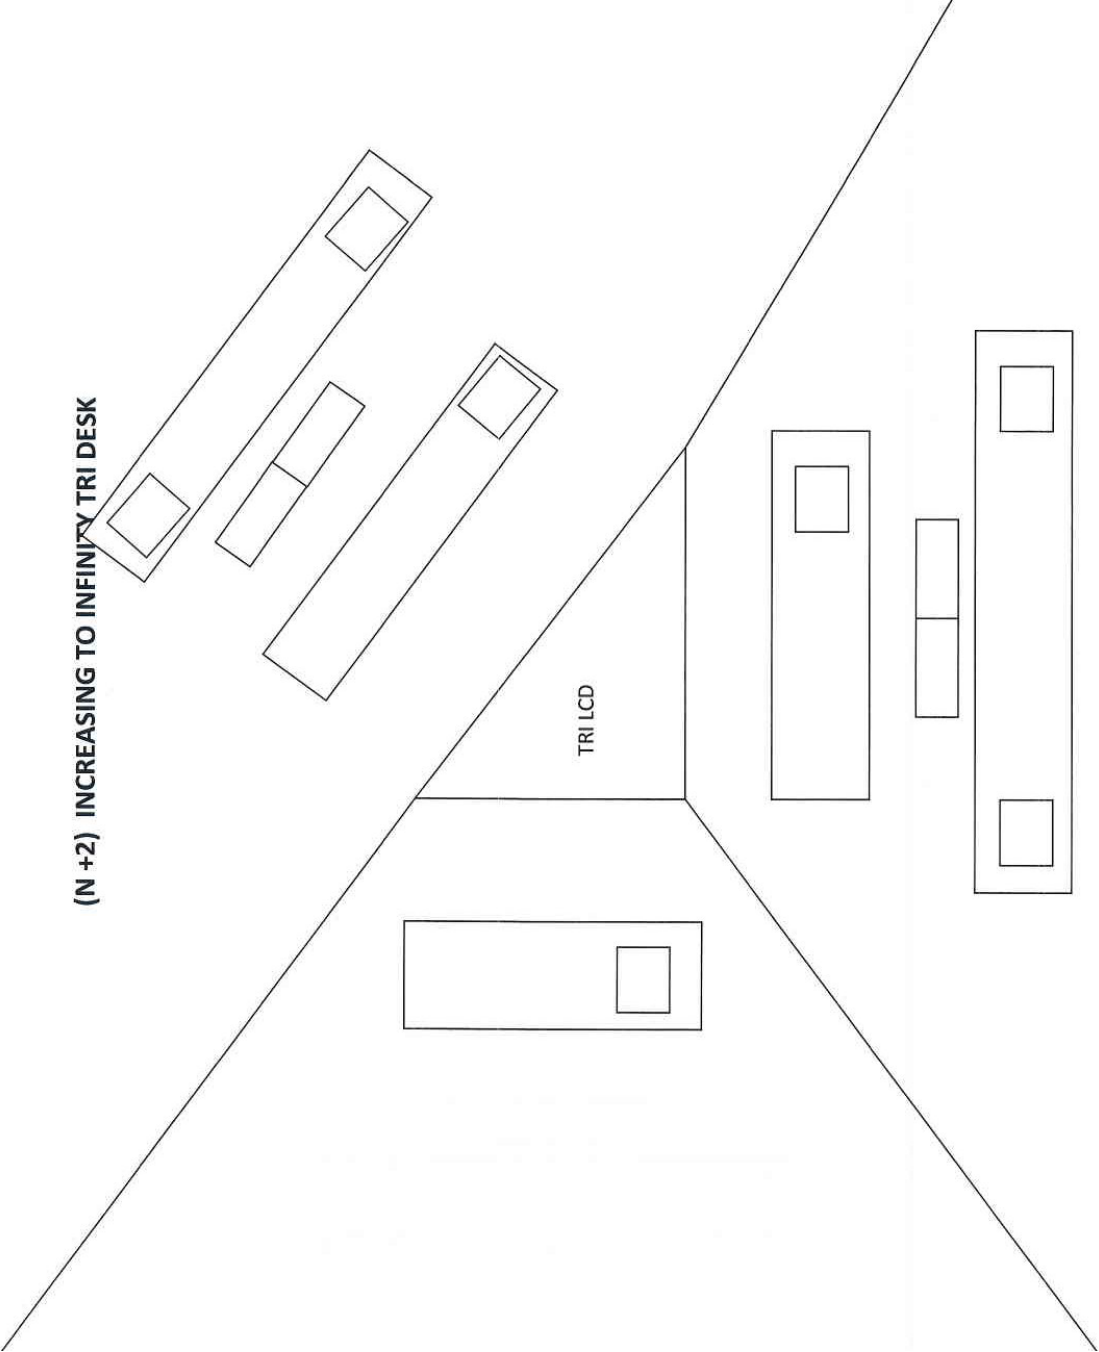 (N +2) INCREASING TO INFINITY TRI DESK
TRI LCD